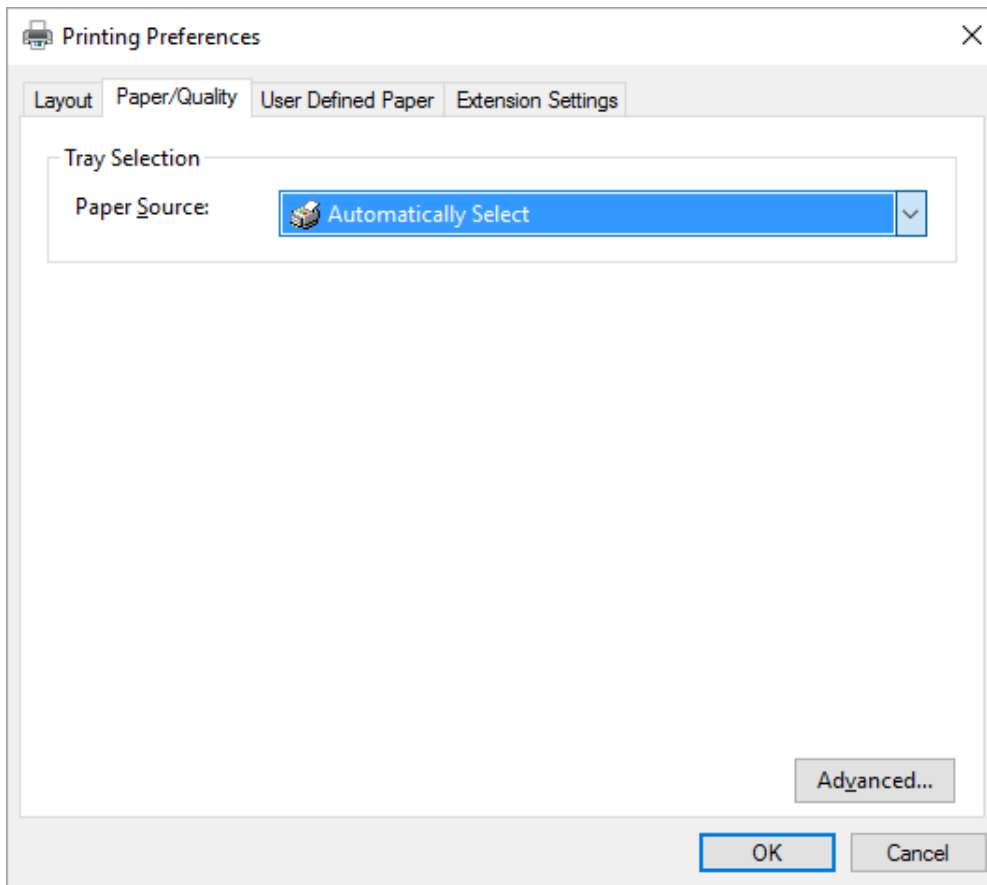 Printing Preferences
Layout Paper/Quality User Defined Paper Extension Settings
Tray Selection
Paper Source: Automatically Select
Advanced...
OK Cancel